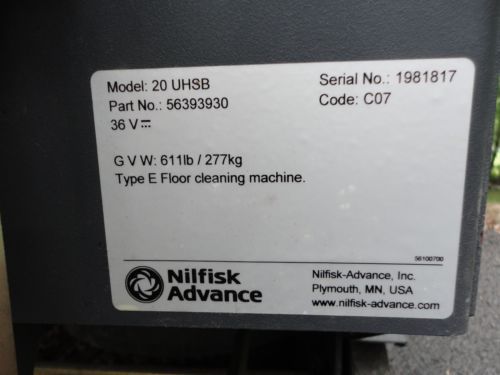 Model: 20 UHSB
Serial No.: 1981817
Part No.: 56393930
Code: C07
36 V⎓
G V W: 611lb / 277kg
Type E Floor cleaning machine.
56100700
Nilfisk
Advance
Nilfisk-Advance, Inc.
Plymouth, MN, USA
www.nilfisk-advance.com